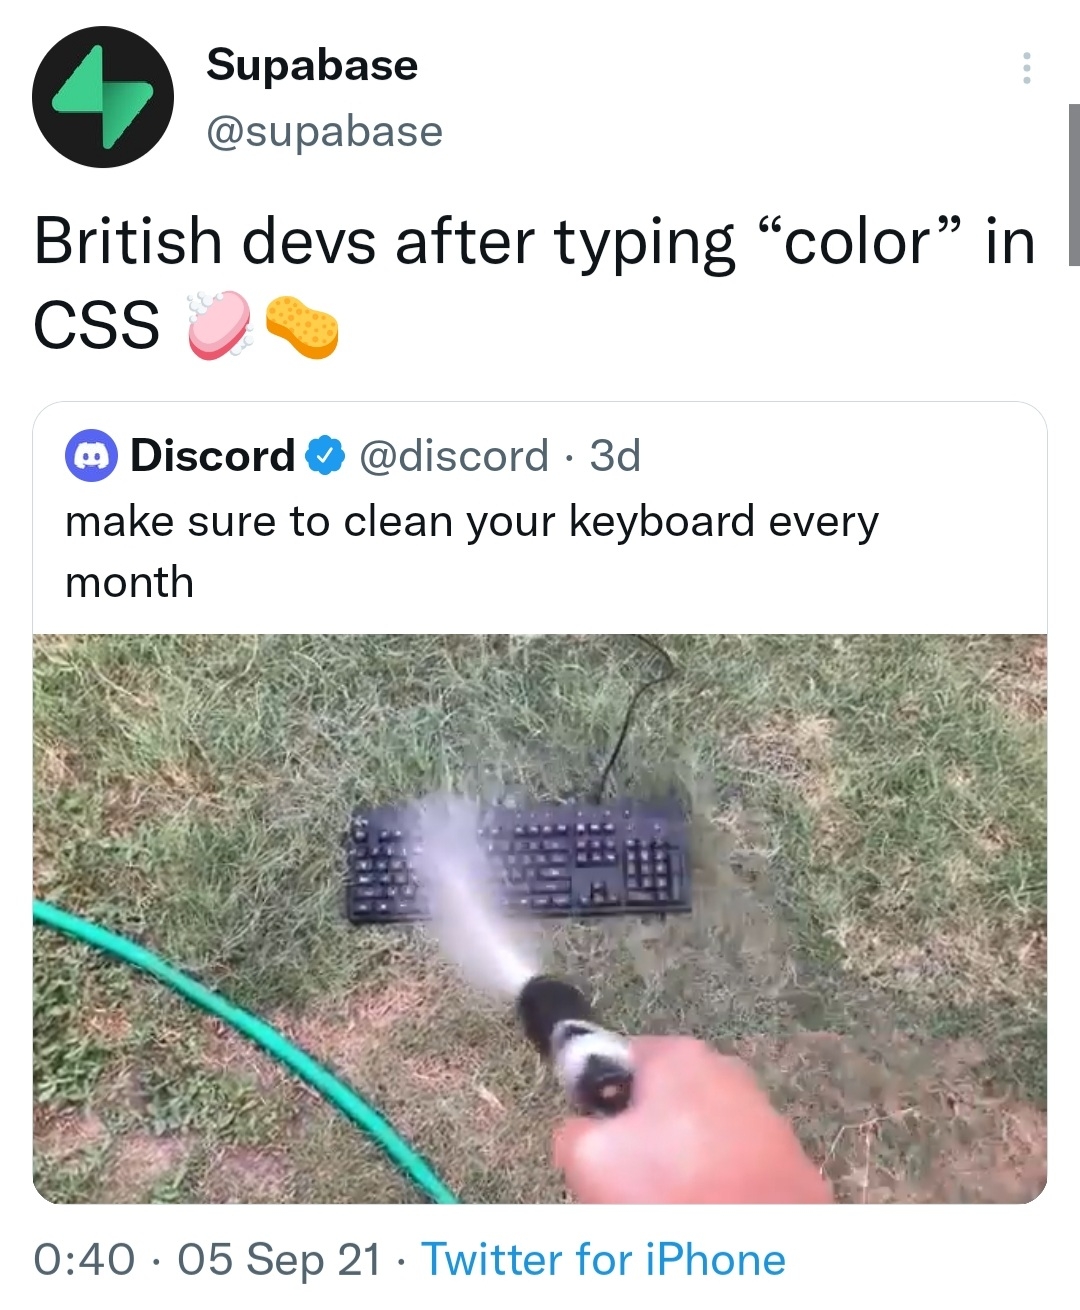 Supabase
@supabase
British devs after typing “color” in
CSS 🧼🧽
Discord @discord · 3d
make sure to clean your keyboard every
month
0:40 · 05 Sep 21 · Twitter for iPhone